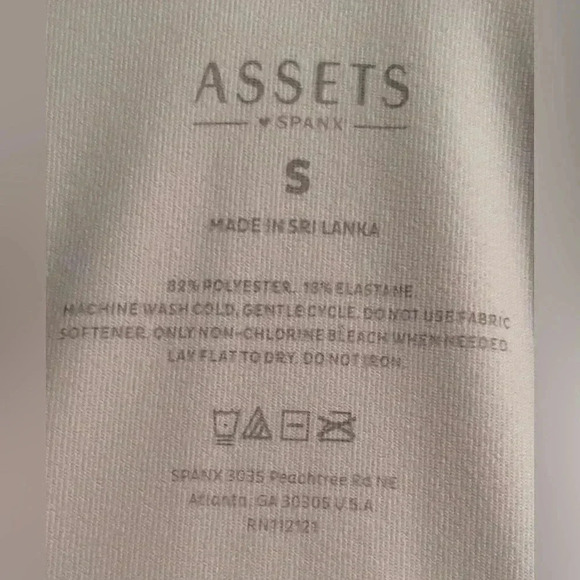 ASSETS
♥ SPANX
S
MADE IN SRI LANKA
82% POLYESTER, 18% ELASTANE
MACHINE WASH COLD, GENTLE CYCLE. DO NOT USE FABRIC
SOFTENER. ONLY NON-CHLORINE BLEACH WHEN NEEDED.
LAY FLAT TO DRY. DO NOT IRON.
SPANX 3035 Peachtree Rd NE
Atlanta, GA 30305 U.S.A
RN112121